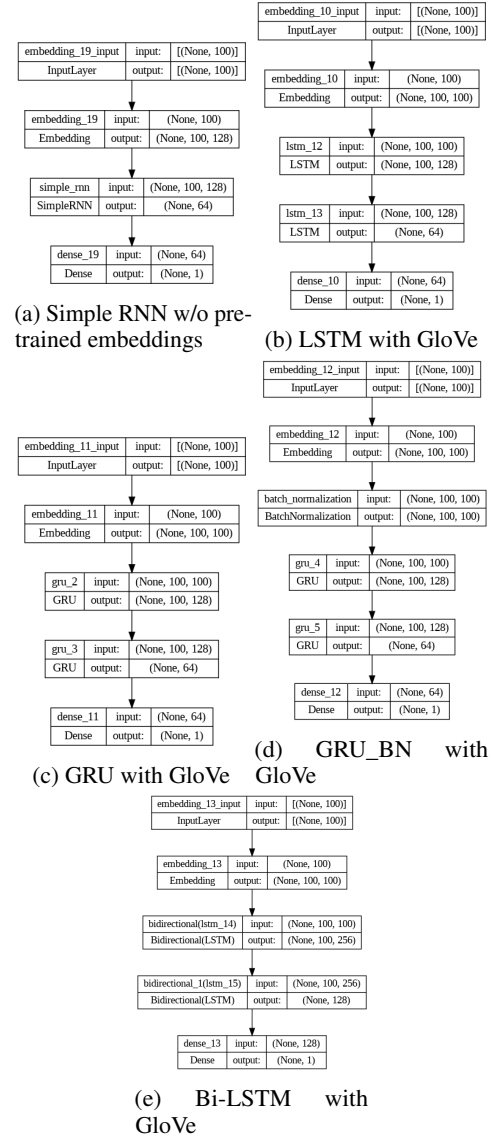 embedding_19_input input: [(None, 100)]
InputLayer output: [(None, 100)]
embedding_19 input: (None, 100)
Embedding output: (None, 100, 128)
simple_rnn input: (None, 100, 128)
SimpleRNN output: (None, 64)
dense_19 input: (None, 64)
Dense output: (None, 1)
(a) Simple RNN w/o pre-
trained embeddings
embedding_10_input input: [(None, 100)]
InputLayer output: [(None, 100)]
embedding_10 input: (None, 100)
Embedding output: (None, 100, 100)
lstm_12 input: (None, 100, 100)
LSTM output: (None, 100, 128)
lstm_13 input: (None, 100, 128)
LSTM output: (None, 64)
dense_10 input: (None, 64)
Dense output: (None, 1)
(b) LSTM with GloVe
embedding_11_input input: [(None, 100)]
InputLayer output: [(None, 100)]
embedding_11 input: (None, 100)
Embedding output: (None, 100, 100)
gru_2 input: (None, 100, 100)
GRU output: (None, 100, 128)
gru_3 input: (None, 100, 128)
GRU output: (None, 64)
dense_11 input: (None, 64)
Dense output: (None, 1)
(c) GRU with GloVe
embedding_12_input input: [(None, 100)]
InputLayer output: [(None, 100)]
embedding_12 input: (None, 100)
Embedding output: (None, 100, 100)
batch_normalization input: (None, 100, 100)
BatchNormalization output: (None, 100, 100)
gru_4 input: (None, 100, 100)
GRU output: (None, 100, 128)
gru_5 input: (None, 100, 128)
GRU output: (None, 64)
dense_12 input: (None, 64)
Dense output: (None, 1)
(d) GRU_BN with
GloVe
embedding_13_input input: [(None, 100)]
InputLayer output: [(None, 100)]
embedding_13 input: (None, 100)
Embedding output: (None, 100, 100)
bidirectional(lstm_14) input: (None, 100, 100)
Bidirectional(LSTM) output: (None, 100, 256)
bidirectional_1(lstm_15) input: (None, 100, 256)
Bidirectional(LSTM) output: (None, 128)
dense_13 input: (None, 128)
Dense output: (None, 1)
(e) Bi-LSTM with
GloVe